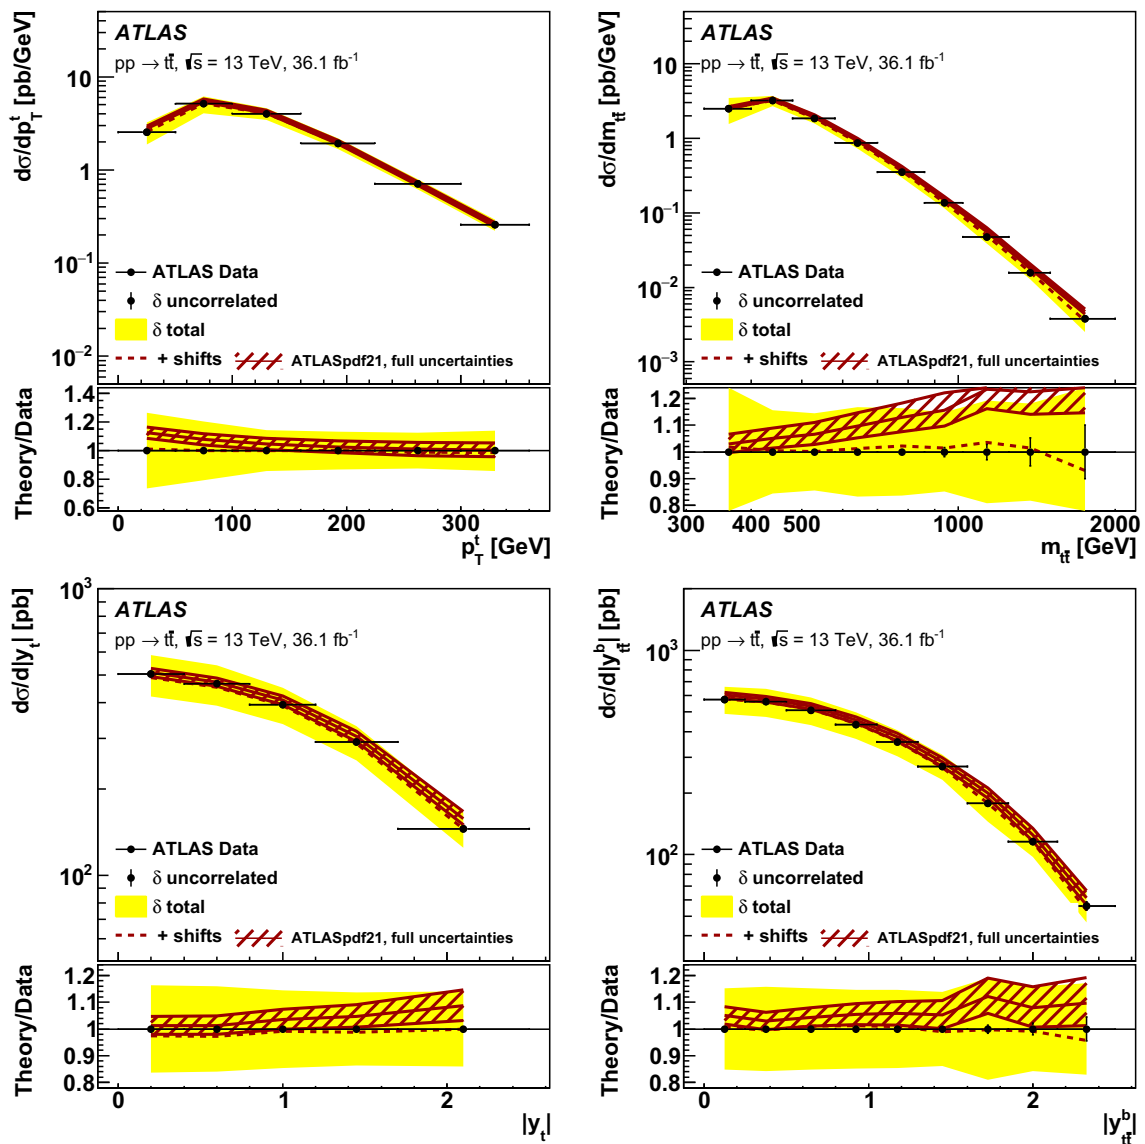 ATLAS
pp → tt̄, √s = 13 TeV, 36.1 fb⁻¹
dσ/dp_T^t [pb/GeV]
10
1
10⁻¹
10⁻²
ATLAS Data
δ uncorrelated
δ total
+ shifts
ATLASpdf21, full uncertainties
Theory/Data
1.4
1.2
1
0.8
0.6
0 100 200 300
p_T^t [GeV]
ATLAS
pp → tt̄, √s = 13 TeV, 36.1 fb⁻¹
dσ/dm_tt̄ [pb/GeV]
10
1
10⁻¹
10⁻²
10⁻³
ATLAS Data
δ uncorrelated
δ total
+ shifts
ATLASpdf21, full uncertainties
Theory/Data
1.2
1.1
1
0.9
0.8
300 400 500 1000 2000
m_tt̄ [GeV]
ATLAS
pp → tt̄, √s = 13 TeV, 36.1 fb⁻¹
dσ/d|y_t| [pb]
10³
10²
ATLAS Data
δ uncorrelated
δ total
+ shifts
ATLASpdf21, full uncertainties
Theory/Data
1.2
1.1
1
0.9
0.8
0 1 2
|y_t|
ATLAS
pp → tt̄, √s = 13 TeV, 36.1 fb⁻¹
dσ/d|y_tt̄^b| [pb]
10³
10²
ATLAS Data
δ uncorrelated
δ total
+ shifts
ATLASpdf21, full uncertainties
Theory/Data
1.2
1.1
1
0.9
0.8
0 1 2
|y_tt̄^b|